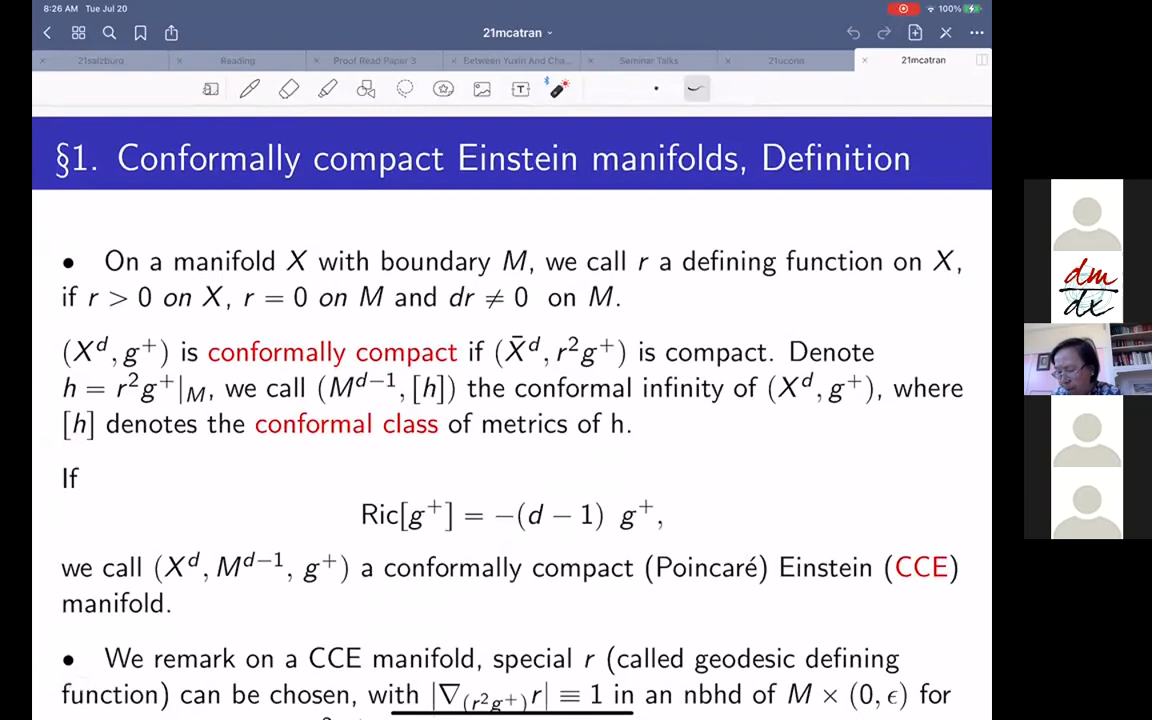 8:26 AM Tue Jul 20
100%
21mcatran
21salzburg
Reading
Proof Read Paper 3
Between Yuxin And Cha...
Seminar Talks
21uconn
21mcatran
§1. Conformally compact Einstein manifolds, Definition
• On a manifold X with boundary M, we call r a defining function on X,
if r > 0 on X, r = 0 on M and dr ≠ 0 on M.
(X^d, g^+) is conformally compact if (X̄^d, r^2g^+) is compact. Denote
h = r^2g^+|_M, we call (M^{d−1}, [h]) the conformal infinity of (X^d, g^+), where
[h] denotes the conformal class of metrics of h.
If
Ric[g^+] = −(d − 1) g^+,
we call (X^d, M^{d−1}, g^+) a conformally compact (Poincaré) Einstein (CCE)
manifold.
• We remark on a CCE manifold, special r (called geodesic defining
function) can be chosen, with |∇_{(r^2g^+)}r| ≡ 1 in an nbhd of M × (0, ϵ) for
dm
dx